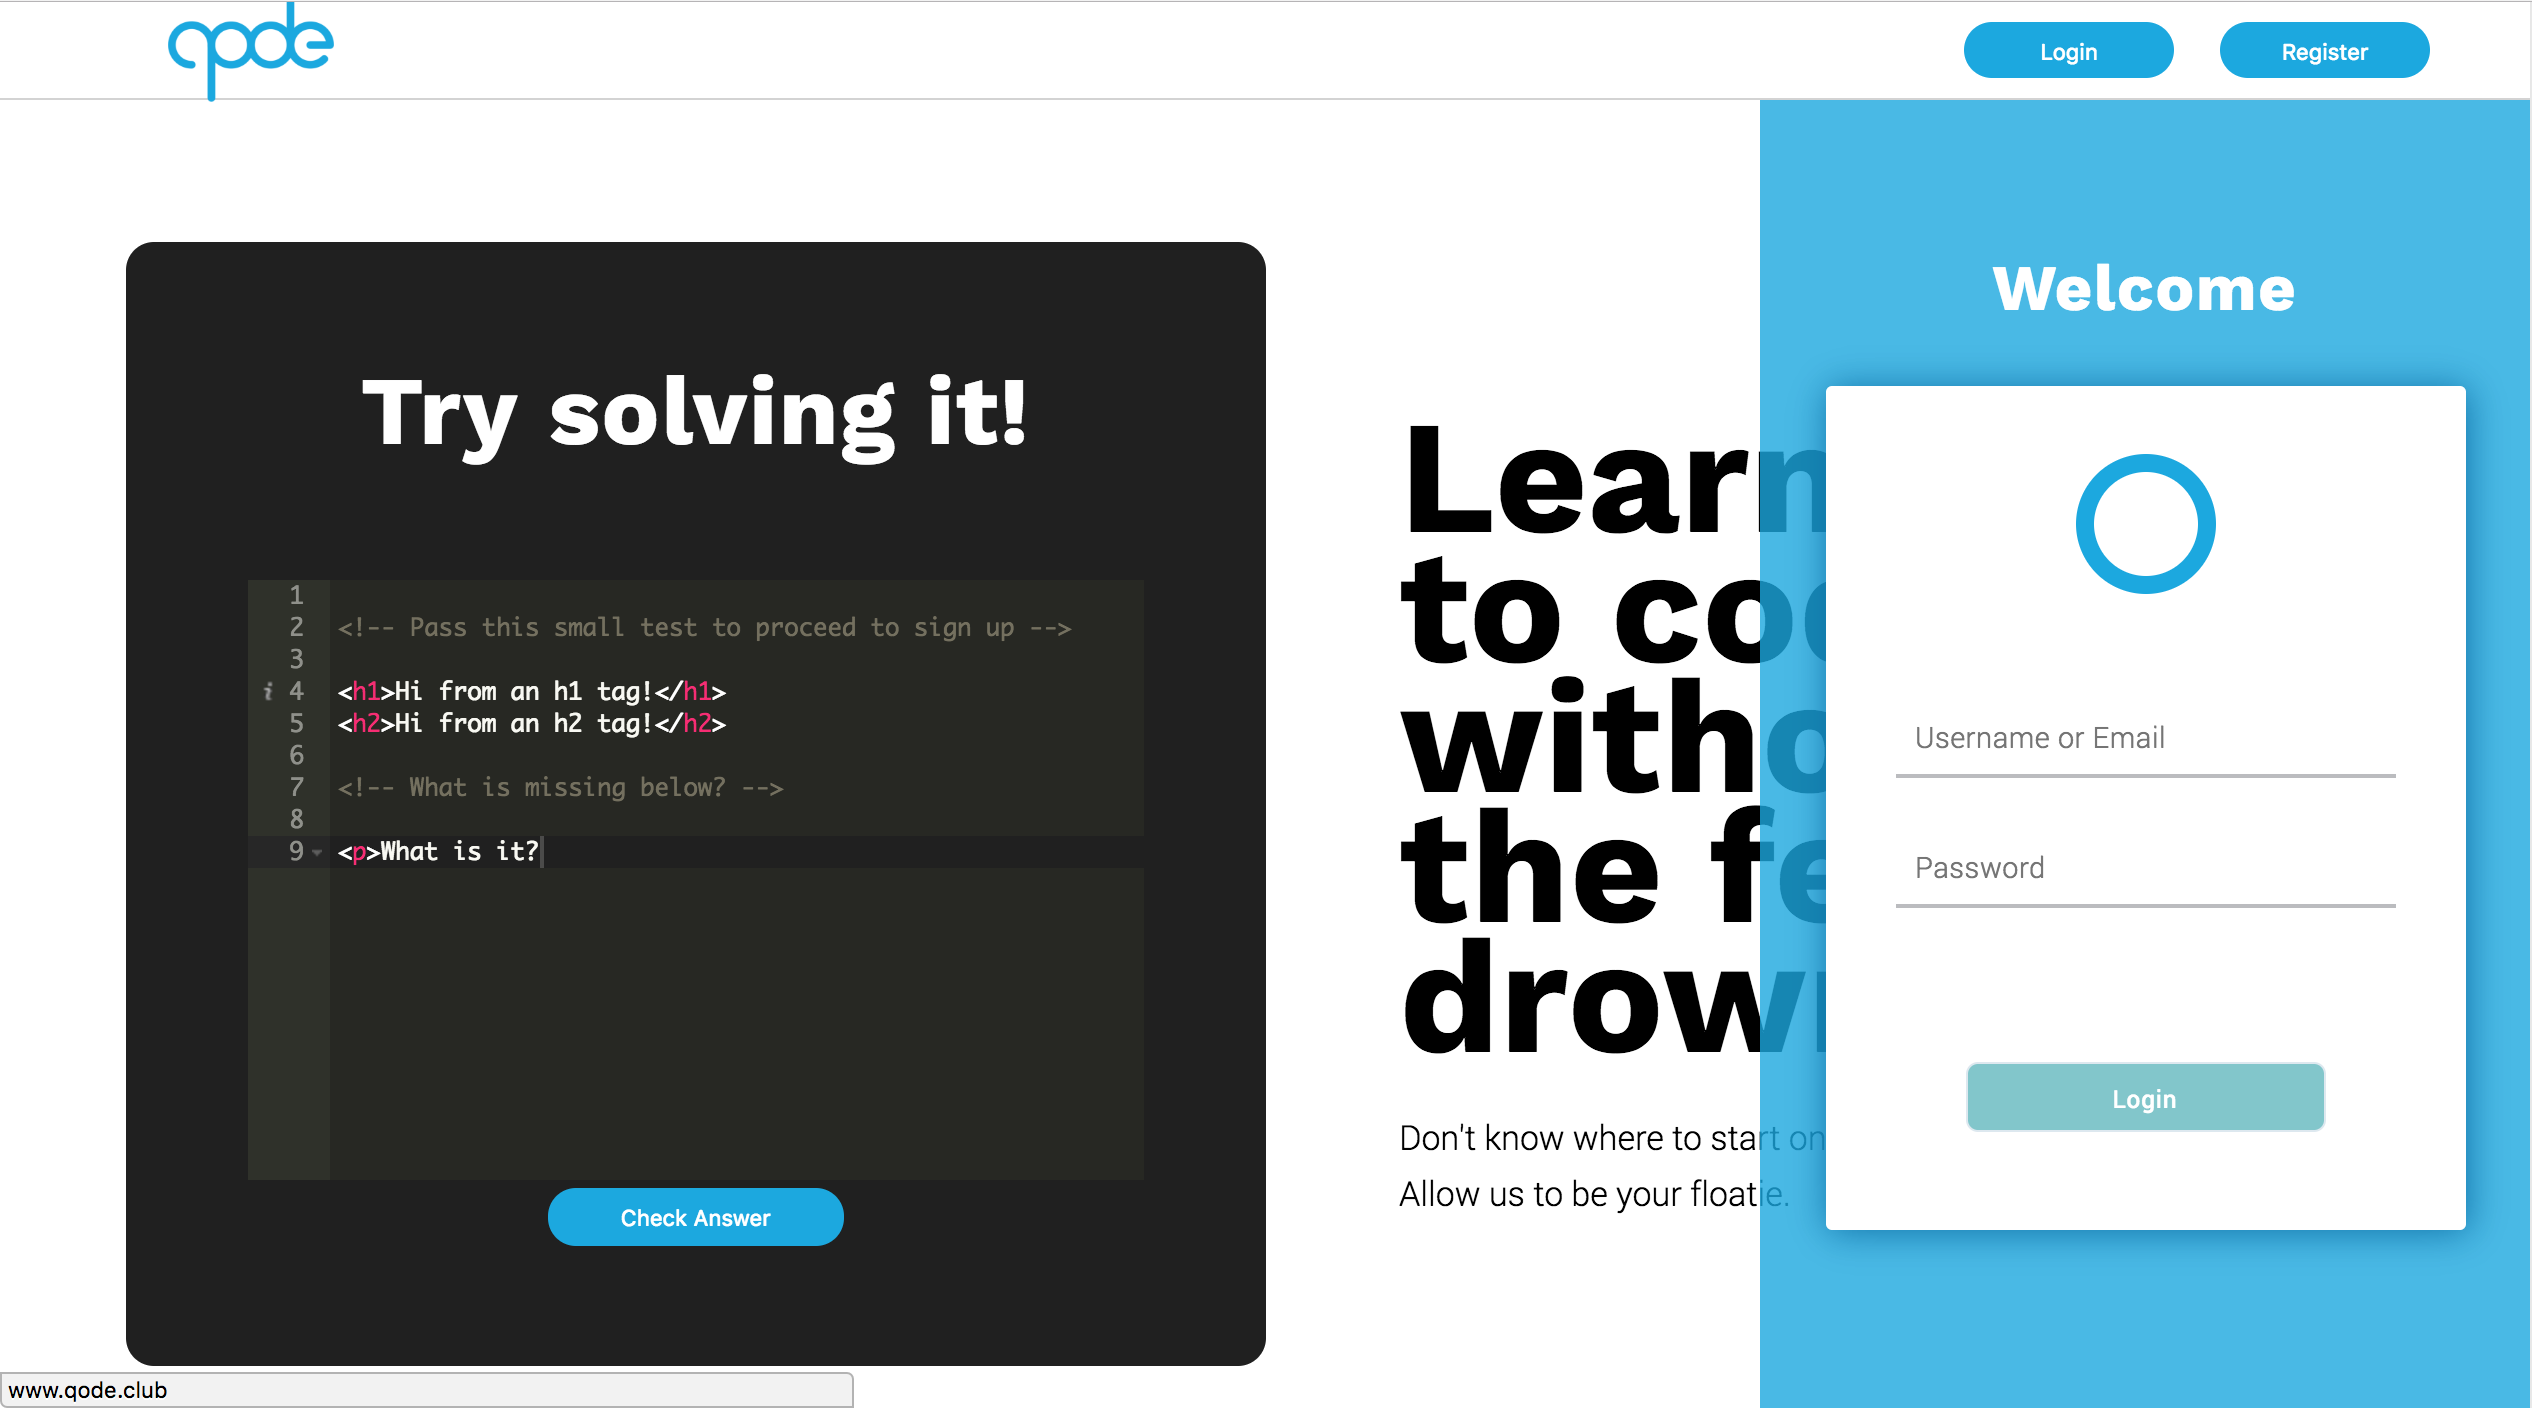 qode
Login
Register
Try solving it!
1
2 <!-- Pass this small test to proceed to sign up -->
3
i 4 <h1>Hi from an h1 tag!</h1>
5 <h2>Hi from an h2 tag!</h2>
6
7 <!-- What is missing below? -->
8
9 <p>What is it?
Check Answer
Learn
to co
witho
the fe
drow
Don't know where to start on
Allow us to be your floatie.
Welcome
Username or Email
Password
Login
www.qode.club